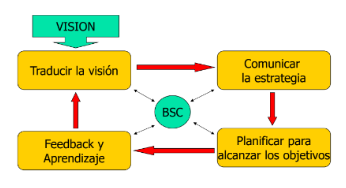 VISION
Traducir la visión
Comunicar
la estrategia
BSC
Feedback y
Aprendizaje
Planificar para
alcanzar los objetivos